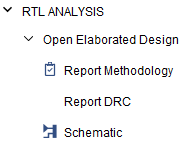 RTL ANALYSIS
Open Elaborated Design
Report Methodology
Report DRC
Schematic